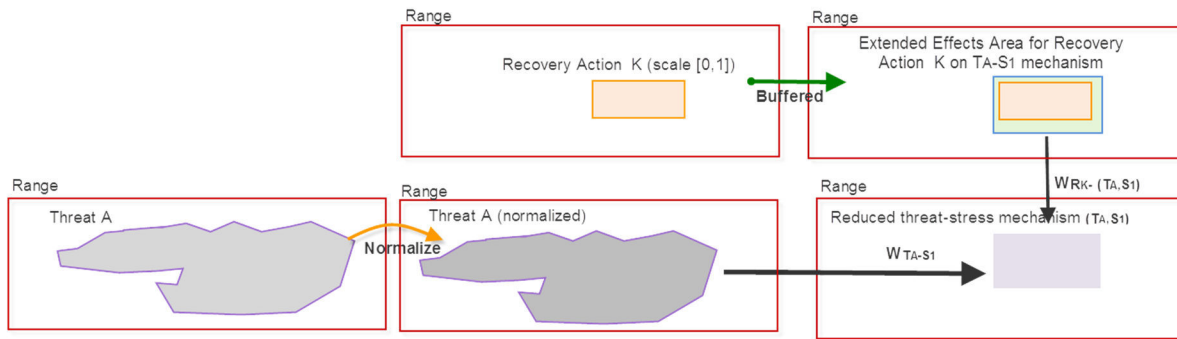 Range
Range
Recovery Action K (scale [0,1])
Buffered
Extended Effects Area for Recovery
Action K on TA-S1 mechanism
WRK- (TA,S1)
Range
Range
Threat A
Normalize
Threat A (normalized)
WTA-S1
Reduced threat-stress mechanism (TA,S1)